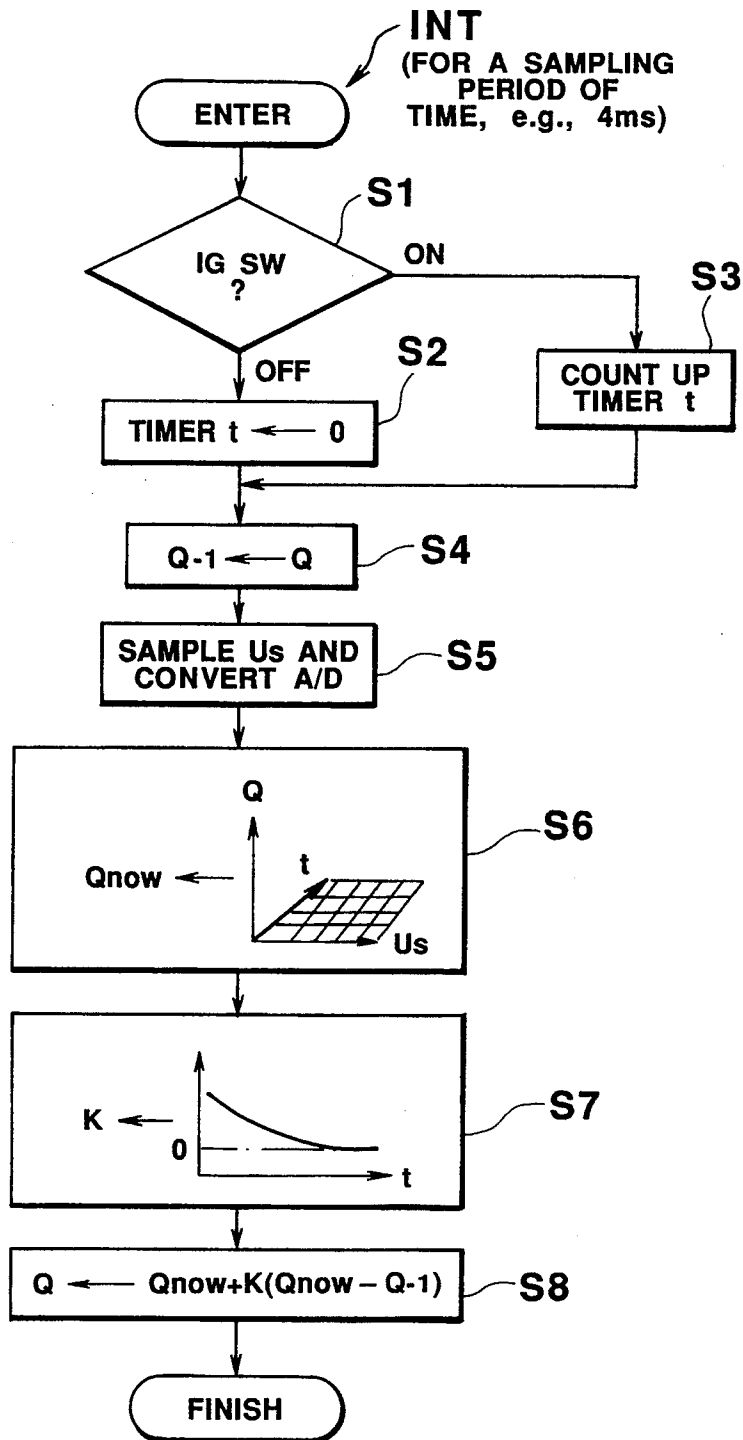 INT
(FOR A SAMPLING
PERIOD OF
TIME, e.g., 4ms)
ENTER
S1
IG SW
?
ON
OFF
S2
TIMER t ← 0
S3
COUNT UP
TIMER t
Q-1 ← Q
S4
SAMPLE Us AND
CONVERT A/D
S5
S6
Q
t
Qnow ←
Us
S7
K ←
0
t
Q ← Qnow+K(Qnow – Q-1)
S8
FINISH